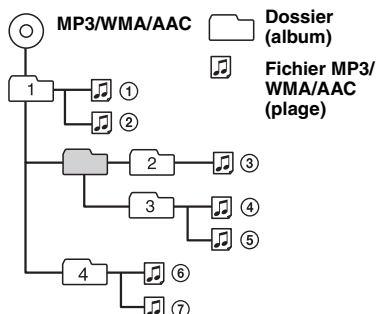 MP3/WMA/AAC
Dossier
(album)
Fichier MP3/
WMA/AAC
(plage)
1
①
②
2
③
3
④
⑤
4
⑥
⑦